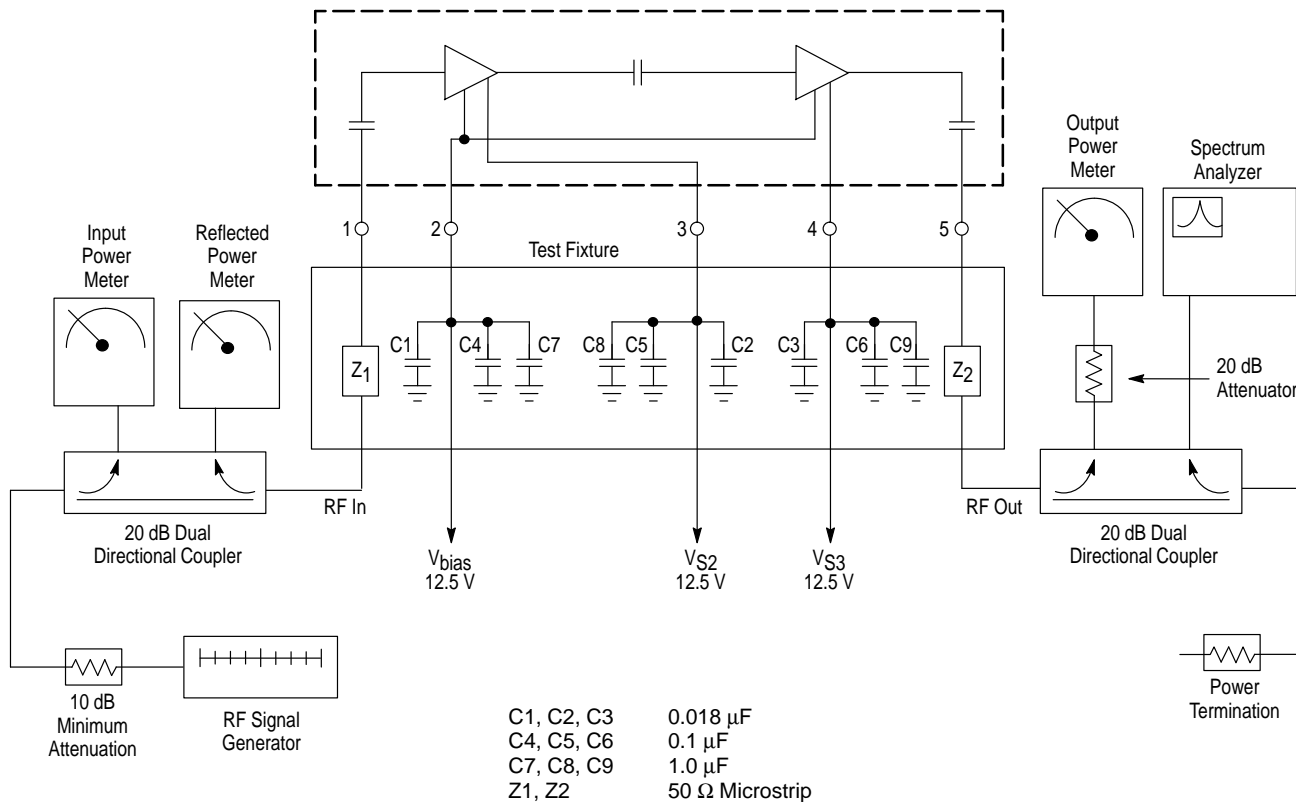 Output
Power
Meter
Spectrum
Analyzer
1
2
3
4
5
Input
Power
Meter
Reflected
Power
Meter
Test Fixture
C1
C4
C7
C8
C5
C2
C3
C6
C9
Z1
Z2
20 dB
Attenuator
RF In
RF Out
20 dB Dual
Directional Coupler
20 dB Dual
Directional Coupler
Vbias
12.5 V
VS2
12.5 V
VS3
12.5 V
10 dB
Minimum
Attenuation
RF Signal
Generator
Power
Termination
C1, C2, C3 0.018 μF
C4, C5, C6 0.1 μF
C7, C8, C9 1.0 μF
Z1, Z2 50 Ω Microstrip